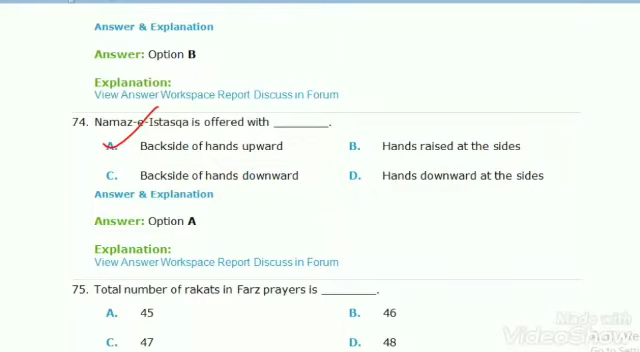 Answer & Explanation
Answer: Option B
Explanation:
View Answer Workspace Report Discuss in Forum
74. Namaz-e-Istasqa is offered with ________.
A. Backside of hands upward B. Hands raised at the sides
C. Backside of hands downward D. Hands downward at the sides
Answer & Explanation
Answer: Option A
Explanation:
View Answer Workspace Report Discuss in Forum
75. Total number of rakats in Farz prayers is ________.
A. 45 B. 46
Made with
VideoShow
C. 47 D. 48